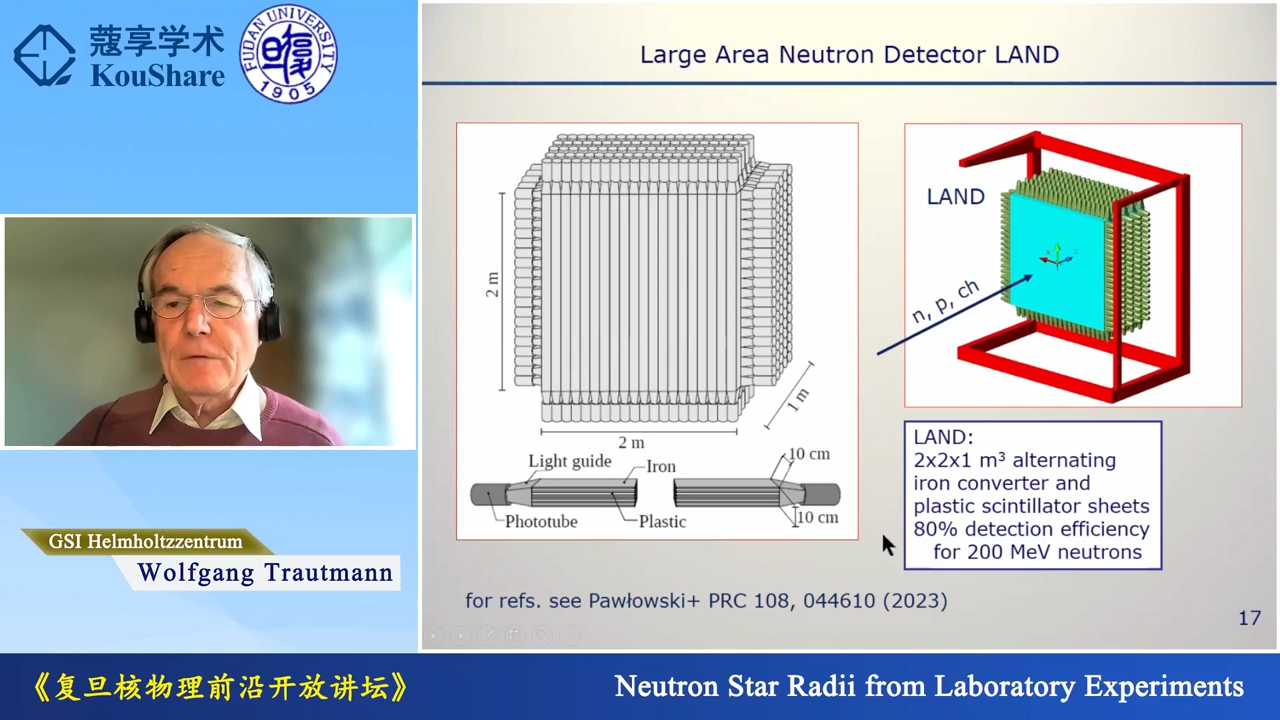 蔻享学术
KouShare
FUDAN UNIVERSITY
1905
Large Area Neutron Detector LAND
2 m
2 m
1 m
Light guide
Iron
10 cm
Phototube
Plastic
10 cm
LAND
n, p, ch
LAND:
2x2x1 m³ alternating
iron converter and
plastic scintillator sheets
80% detection efficiency
for 200 MeV neutrons
for refs. see Pawłowski+ PRC 108, 044610 (2023)
17
GSI Helmholtzzentrum
Wolfgang Trautmann
《复旦核物理前沿开放讲坛》
Neutron Star Radii from Laboratory Experiments